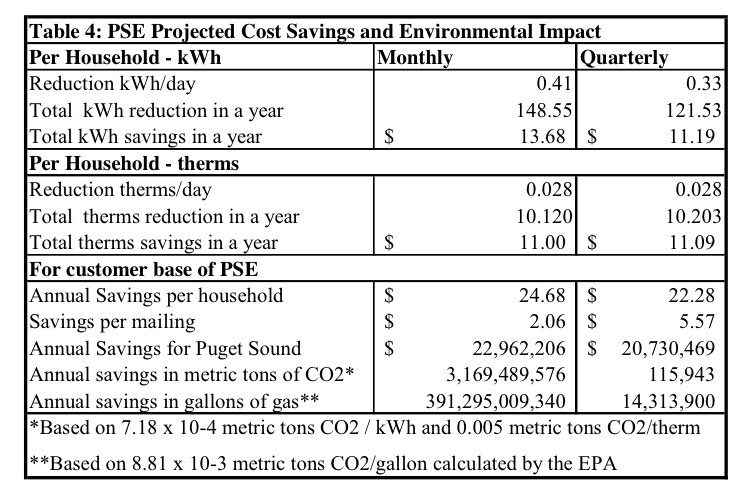 Table 4: PSE Projected Cost Savings and Environmental Impact
Per Household - kWh Monthly Quarterly
Reduction kWh/day 0.41 0.33
Total kWh reduction in a year 148.55 121.53
Total kWh savings in a year $ 13.68 $ 11.19
Per Household - therms
Reduction therms/day 0.028 0.028
Total therms reduction in a year 10.120 10.203
Total therms savings in a year $ 11.00 $ 11.09
For customer base of PSE
Annual Savings per household $ 24.68 $ 22.28
Savings per mailing $ 2.06 $ 5.57
Annual Savings for Puget Sound $ 22,962,206 $ 20,730,469
Annual savings in metric tons of CO2* 3,169,489,576 115,943
Annual savings in gallons of gas** 391,295,009,340 14,313,900
*Based on 7.18 x 10-4 metric tons CO2 / kWh and 0.005 metric tons CO2/therm
**Based on 8.81 x 10-3 metric tons CO2/gallon calculated by the EPA